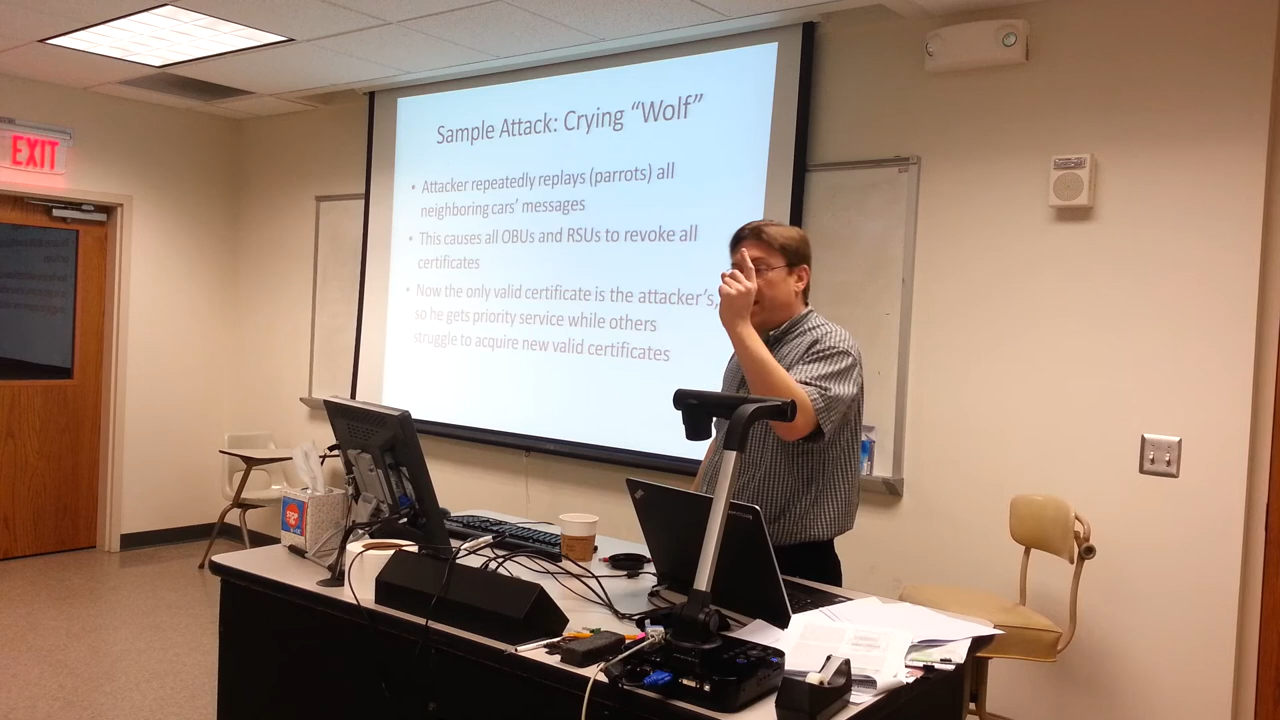 EXIT
Sample Attack: Crying “Wolf”
• Attacker repeatedly replays (parrots) all
neighboring cars’ messages
• This causes all OBUs and RSUs to revoke all
certificates
• Now the only valid certificate is the attacker’s,
so he gets priority service while others
struggle to acquire new valid certificates